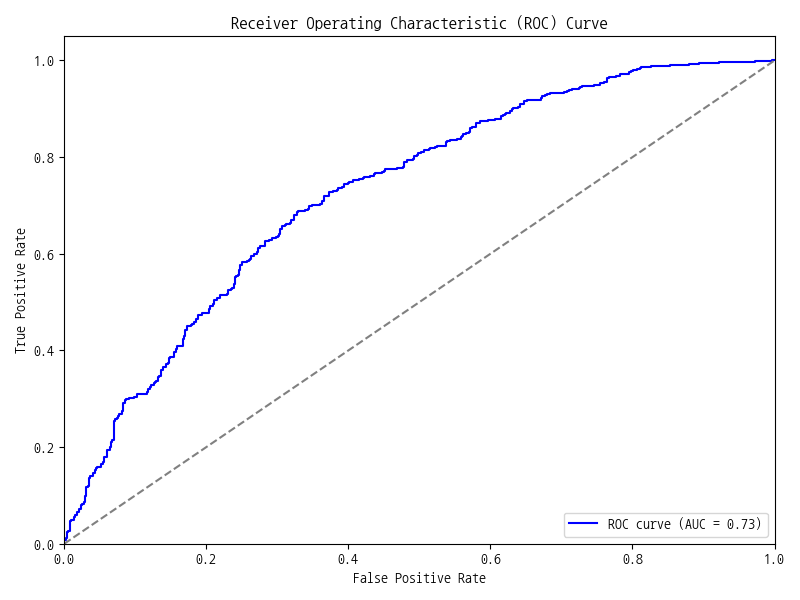 Receiver Operating Characteristic (ROC) Curve
1.0
0.8
0.6
0.4
0.2
0.0
True Positive Rate
ROC curve (AUC = 0.73)
0.0 0.2 0.4 0.6 0.8 1.0
False Positive Rate